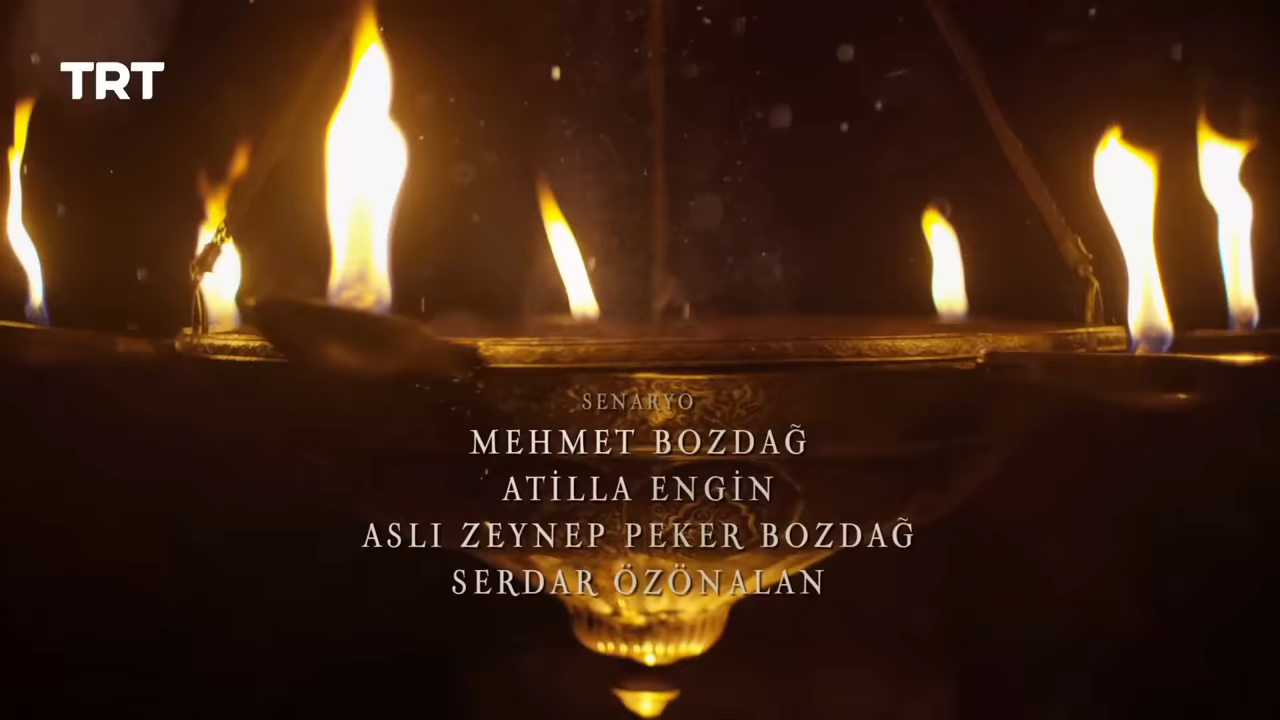 TRT
SENARYO
MEHMET BOZDAĞ
ATİLLA ENGİN
ASLI ZEYNEP PEKER BOZDAĞ
SERDAR ÖZÖNALAN